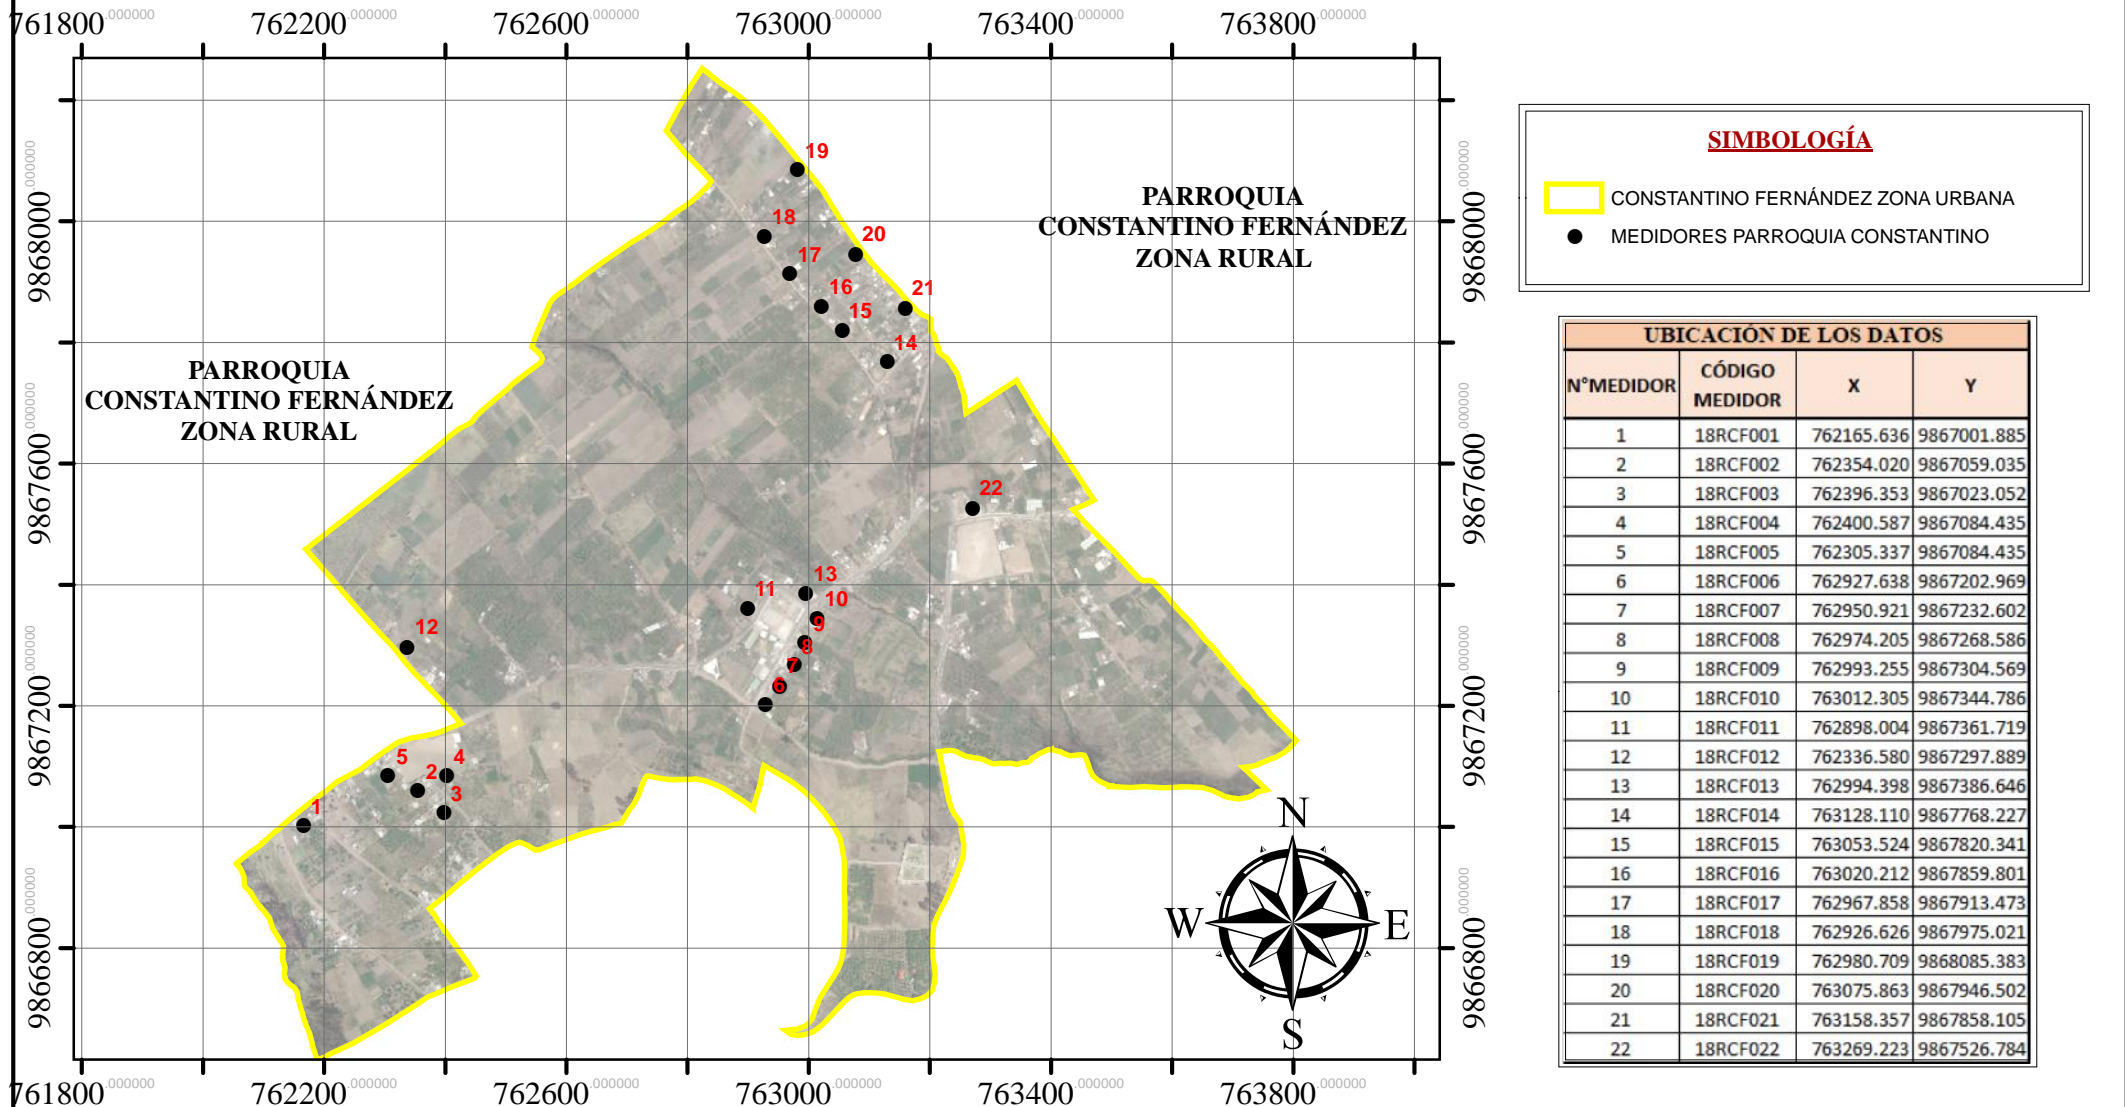 761800.000000 762200.000000 762600.000000 763000.000000 763400.000000 763800.000000
9868000.000000
9867600.000000
9867200.000000
9866800.000000
19
18
20
17
21
16
15
14
22
13
11
10
9
12
8
7
6
5
4
2
3
1
PARROQUIA
CONSTANTINO FERNÁNDEZ
ZONA RURAL
PARROQUIA
CONSTANTINO FERNÁNDEZ
ZONA RURAL
N
W E
S
9868000.000000
9867600.000000
9867200.000000
9866800.000000
761800.000000 762200.000000 762600.000000 763000.000000 763400.000000 763800.000000
SIMBOLOGÍA
CONSTANTINO FERNÁNDEZ ZONA URBANA
MEDIDORES PARROQUIA CONSTANTINO
UBICACIÓN DE LOS DATOS
N°MEDIDOR CÓDIGO MEDIDOR X Y
1 18RCF001 762165.636 9867001.885
2 18RCF002 762354.020 9867059.035
3 18RCF003 762396.353 9867023.052
4 18RCF004 762400.587 9867084.435
5 18RCF005 762305.337 9867084.435
6 18RCF006 762927.638 9867202.969
7 18RCF007 762950.921 9867232.602
8 18RCF008 762974.205 9867268.586
9 18RCF009 762993.255 9867304.569
10 18RCF010 763012.305 9867344.786
11 18RCF011 762898.004 9867361.719
12 18RCF012 762336.580 9867297.889
13 18RCF013 762994.398 9867386.646
14 18RCF014 763128.110 9867768.227
15 18RCF015 763053.524 9867820.341
16 18RCF016 763020.212 9867859.801
17 18RCF017 762967.858 9867913.473
18 18RCF018 762926.626 9867975.021
19 18RCF019 762980.709 9868085.383
20 18RCF020 763075.863 9867946.502
21 18RCF021 763158.357 9867858.105
22 18RCF022 763269.223 9867526.784